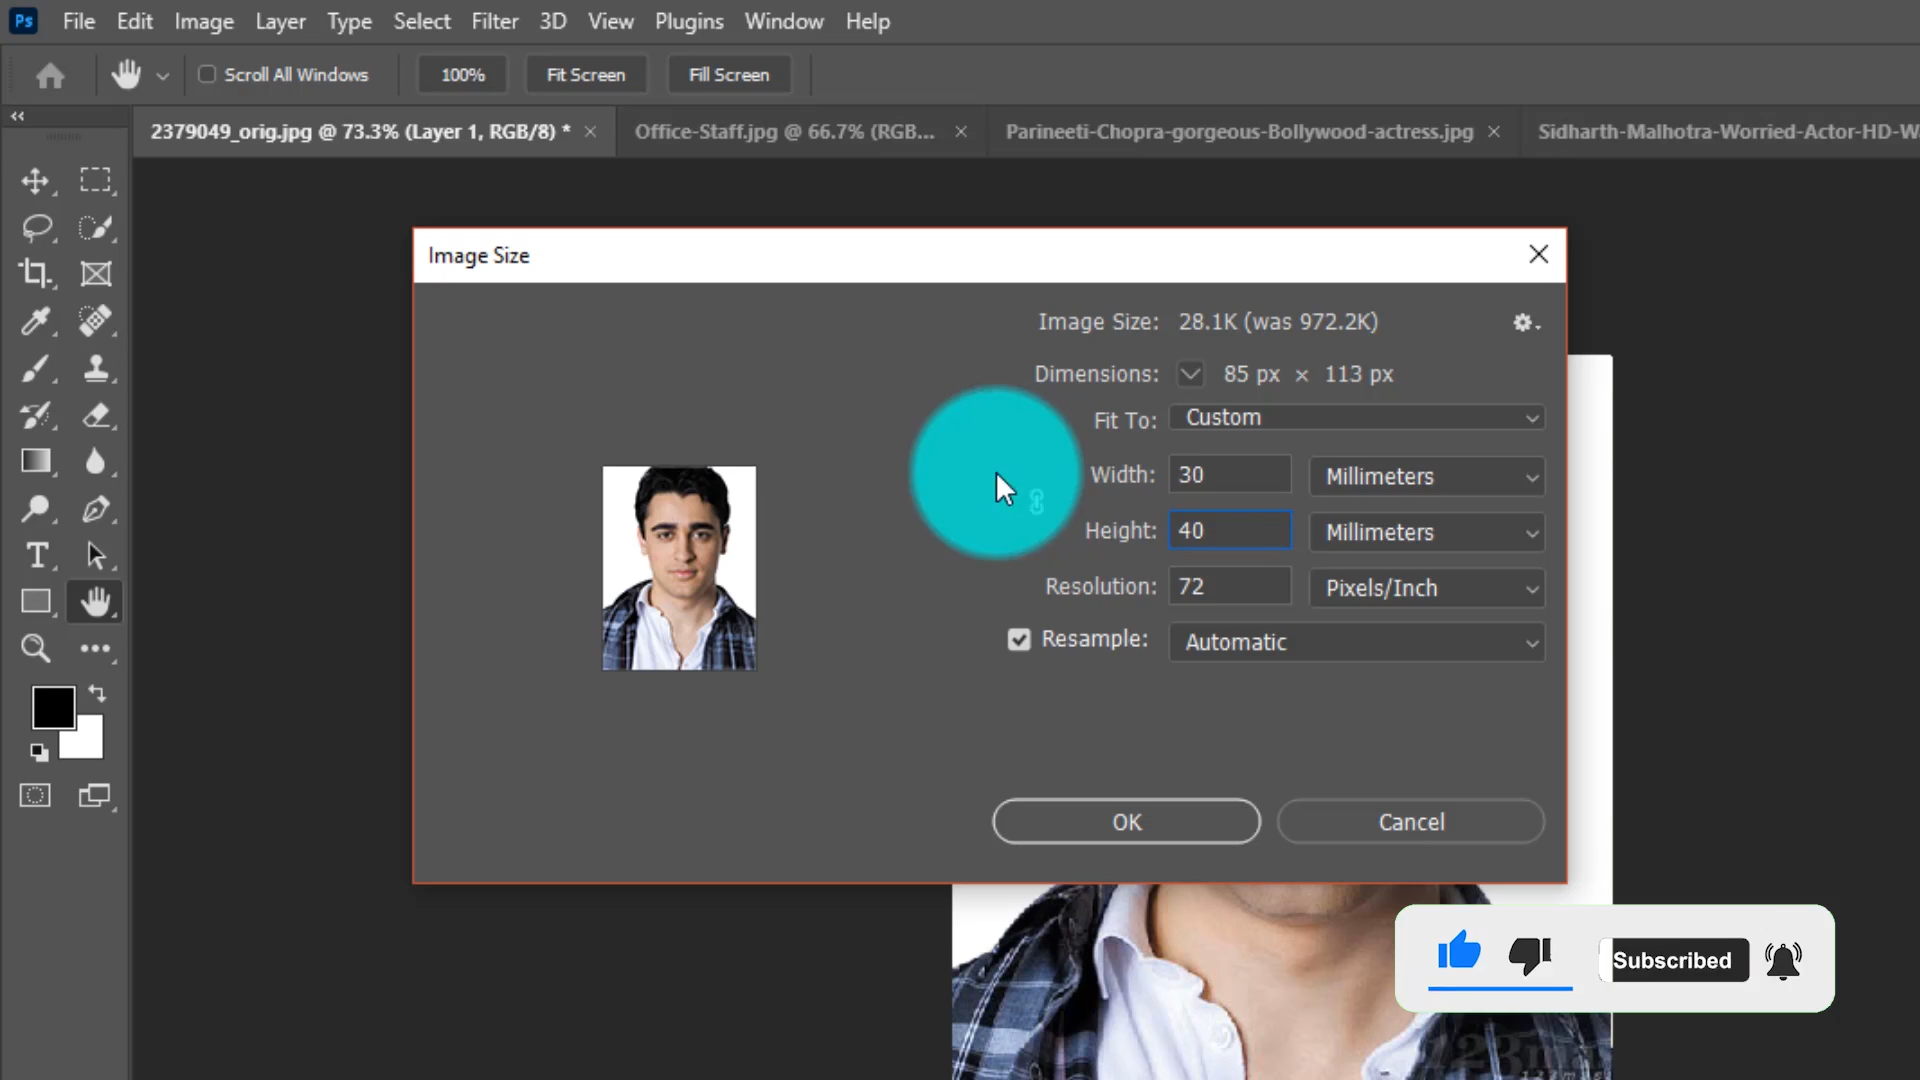 Ps File Edit Image Layer Type Select Filter 3D View Plugins Window Help
Scroll All Windows 100% Fit Screen Fill Screen
2379049_orig.jpg @ 73.3% (Layer 1, RGB/8) * × Office-Staff.jpg @ 66.7% (RGB... × Parineeti-Chopra-gorgeous-Bollywood-actress.jpg × Sidharth-Malhotra-Worried-Actor-HD-W
Image Size
Image Size: 28.1K (was 972.2K)
Dimensions: 85 px × 113 px
Fit To: Custom
Width: 30 Millimeters
Height: 40 Millimeters
Resolution: 72 Pixels/Inch
Resample: Automatic
OK Cancel
Subscribed